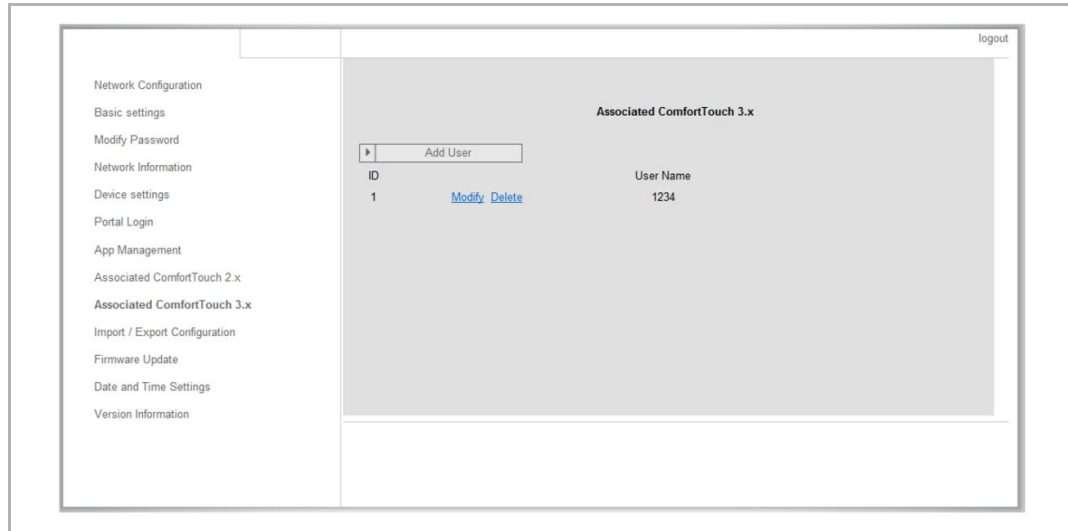 logout
Network Configuration
Basic settings
Modify Password
Network Information
Device settings
Portal Login
App Management
Associated ComfortTouch 2.x
Associated ComfortTouch 3.x
Import / Export Configuration
Firmware Update
Date and Time Settings
Version Information
Associated ComfortTouch 3.x
Add User
ID User Name
1 Modify Delete 1234